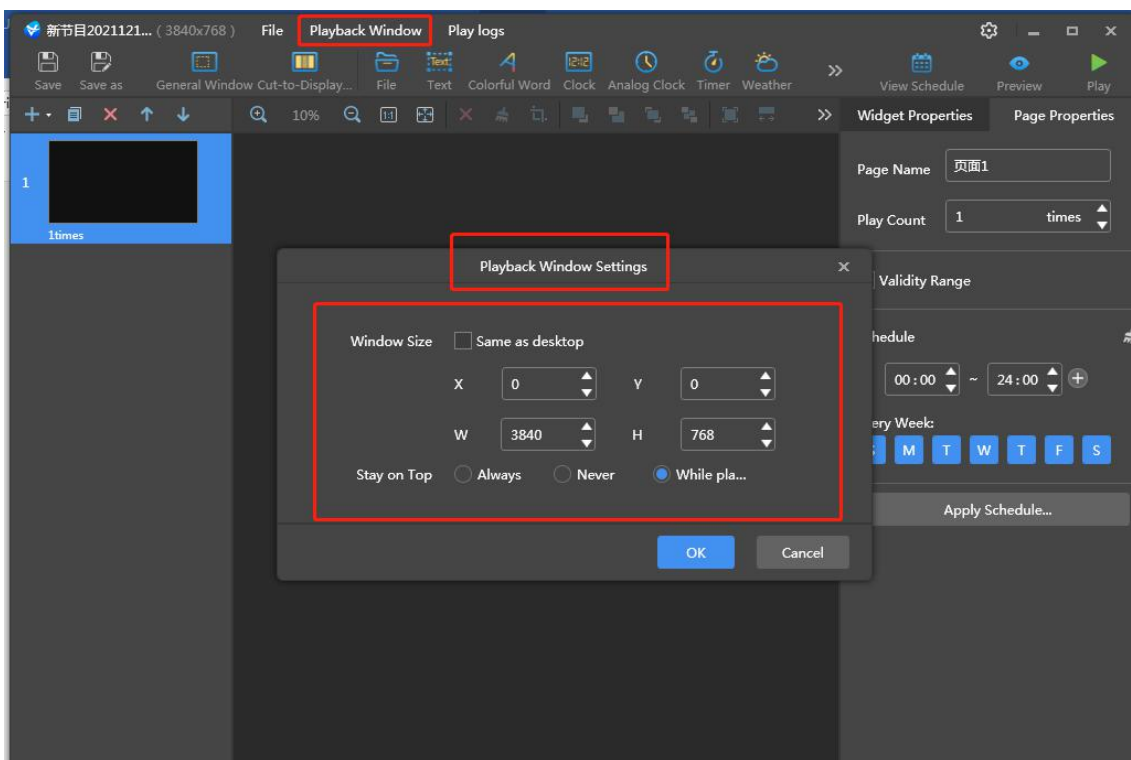 新节目2021121... ( 3840x768 ) File Playback Window Play logs
Save Save as General Window Cut-to-Display... File Text Colorful Word Clock Analog Clock Timer Weather View Schedule Preview Play
10% 1:1 Widget Properties Page Properties
Page Name 页面1
1
Play Count 1 times
1times
Playback Window Settings
Validity Range
Window Size Same as desktop
hedule
X 0 Y 0
00:00 ~ 24:00
ery Week:
W 3840 H 768
M T W T F S
Stay on Top Always Never While pla...
Apply Schedule...
OK Cancel